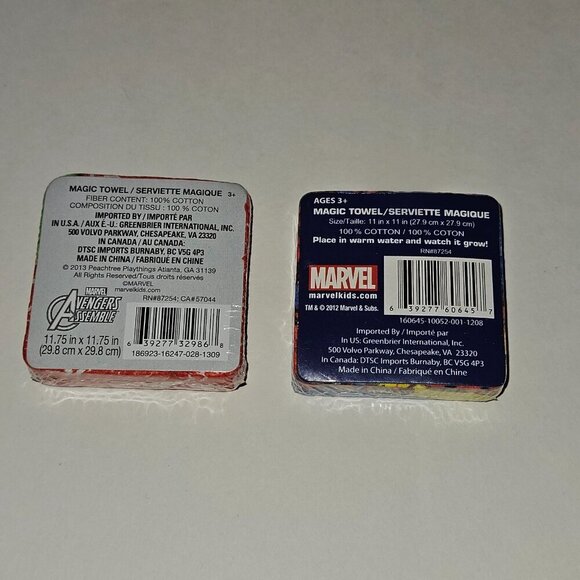 MAGIC TOWEL / SERVIETTE MAGIQUE 3+
FIBER CONTENT: 100% COTTON
COMPOSITION DU TISSU : 100 % COTON
IMPORTED BY / IMPORTÉ PAR
IN U.S.A. / AUX É.-U.: GREENBRIER INTERNATIONAL, INC.
500 VOLVO PARKWAY, CHESAPEAKE, VA 23320
IN CANADA / AU CANADA:
DTSC IMPORTS BURNABY, BC V5G 4P3
MADE IN CHINA / FABRIQUÉ EN CHINE
© 2013 Peachtree Playthings Atlanta, GA 31139
All Rights Reserved/Tous droits réservés
©MARVEL
marvelkids.com
RN#87254; CA#57044
MARVEL
AVENGERS
ASSEMBLE
11.75 in x 11.75 in
(29.8 cm x 29.8 cm)
6 39277 32986 8
186923-16247-028-1309
AGES 3+
MAGIC TOWEL/SERVIETTE MAGIQUE
Size/Taille: 11 in x 11 in (27.9 cm x 27.9 cm)
100 % COTTON / 100 % COTON
Place in warm water and watch it grow!
RN#87254
MARVEL
marvelkids.com
TM & © 2012 Marvel & Subs.
6 39277 60645 7
160645-10052-001-1208
Imported By / Importé par
In US: Greenbrier International, Inc.
500 Volvo Parkway, Chesapeake, VA 23320
In Canada: DTSC Imports Burnaby, BC V5G 4P3
Made in China / Fabriqué en Chine